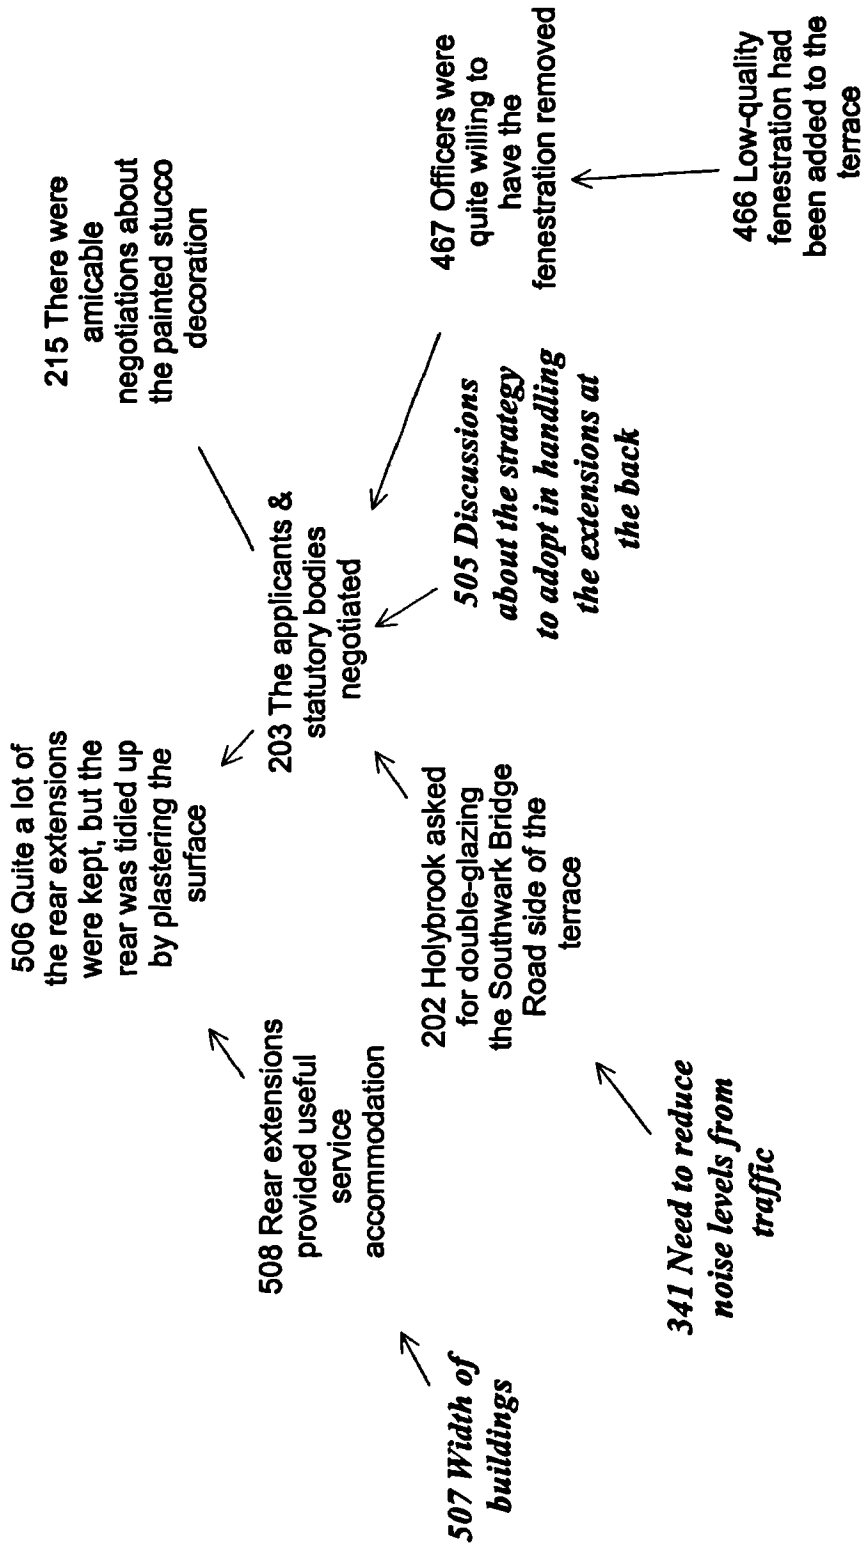 506 Quite a lot of
the rear extensions
were kept, but the
rear was tidied up
by plastering the
surface
215 There were
amicable
negotiations about
the painted stucco
decoration
508 Rear extensions
provided useful
service
accommodation
203 The applicants &
statutory bodies
negotiated
507 Width of
buildings
202 Holybrook asked
for double-glazing
the Southwark Bridge
Road side of the
terrace
505 Discussions
about the strategy
to adopt in handling
the extensions at
the back
467 Officers were
quite willing to
have the
fenestration removed
341 Need to reduce
noise levels from
traffic
466 Low-quality
fenestration had
been added to the
terrace